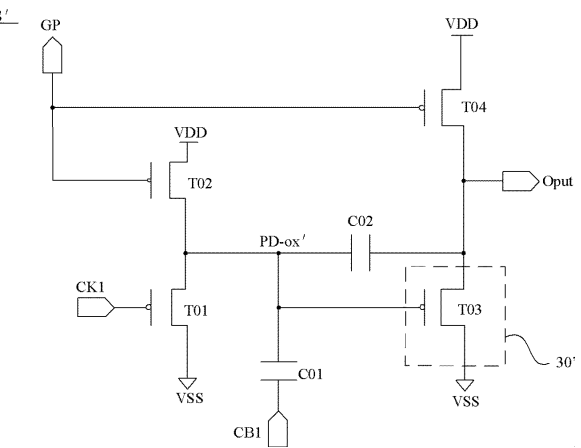 GP
VDD
T04
VDD
T02
Oput
C02
PD-ox′
CK1
T01
T03
C01
30'
VSS
VSS
CB1